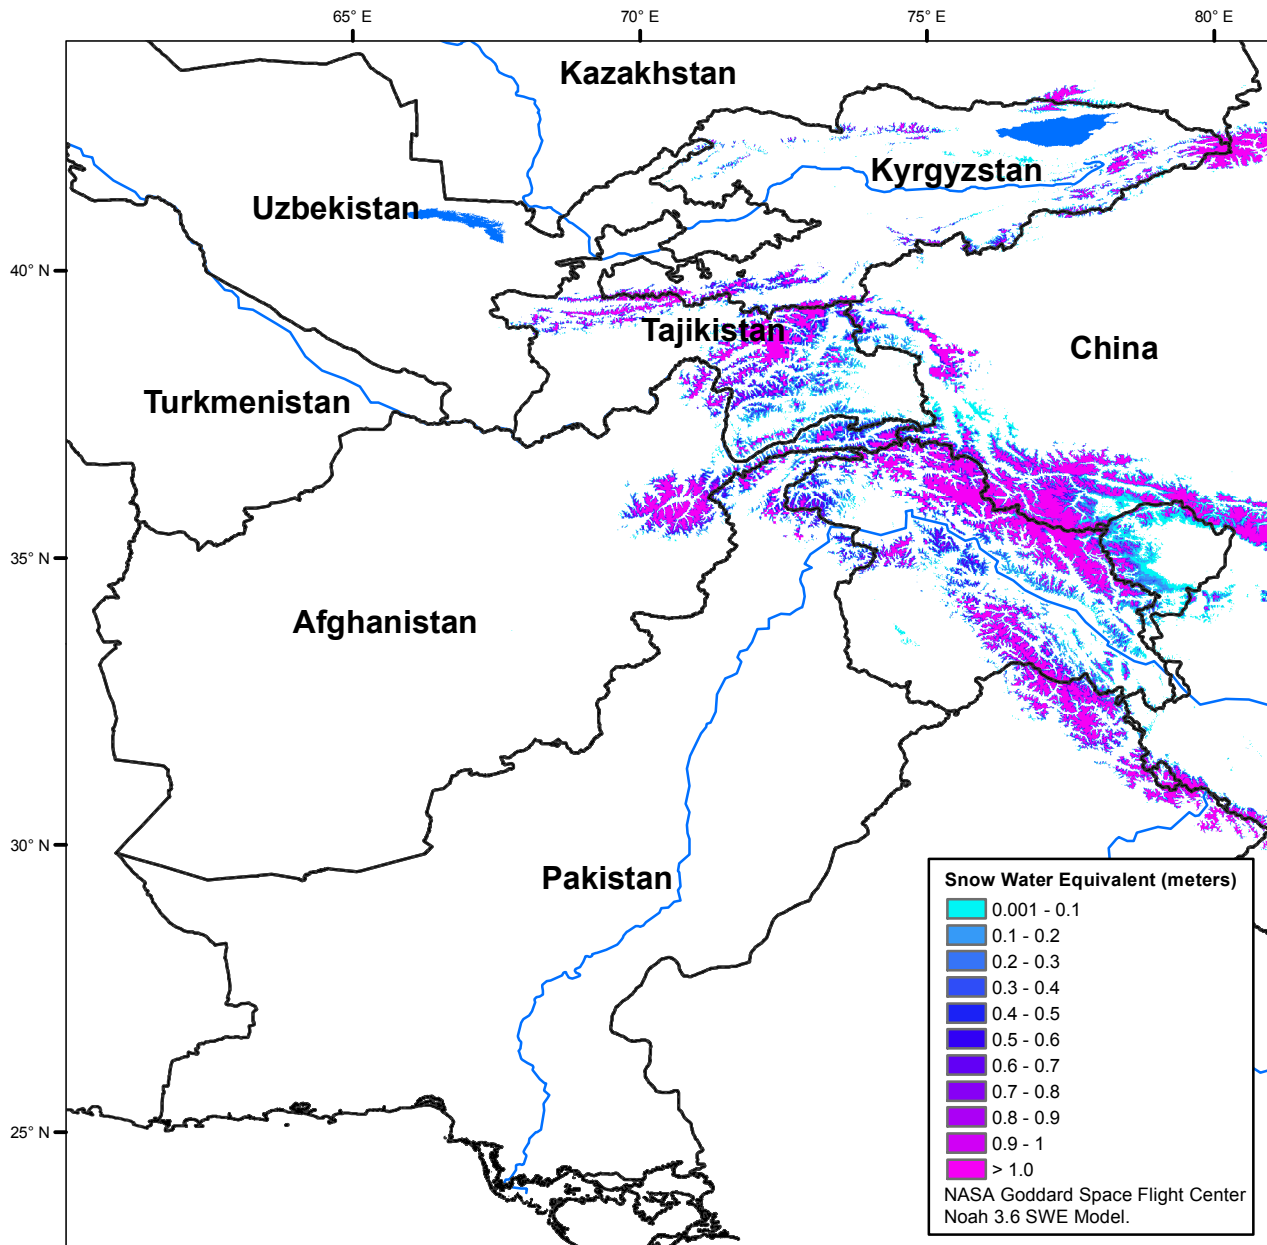 65° E
70° E
75° E
80° E
Kazakhstan
Kyrgyzstan
Uzbekistan
40° N
Tajikistan
China
Turkmenistan
35° N
Afghanistan
30° N
Pakistan
25° N
Snow Water Equivalent (meters)
0.001 - 0.1
0.1 - 0.2
0.2 - 0.3
0.3 - 0.4
0.4 - 0.5
0.5 - 0.6
0.6 - 0.7
0.7 - 0.8
0.8 - 0.9
0.9 - 1
> 1.0
NASA Goddard Space Flight Center
Noah 3.6 SWE Model.